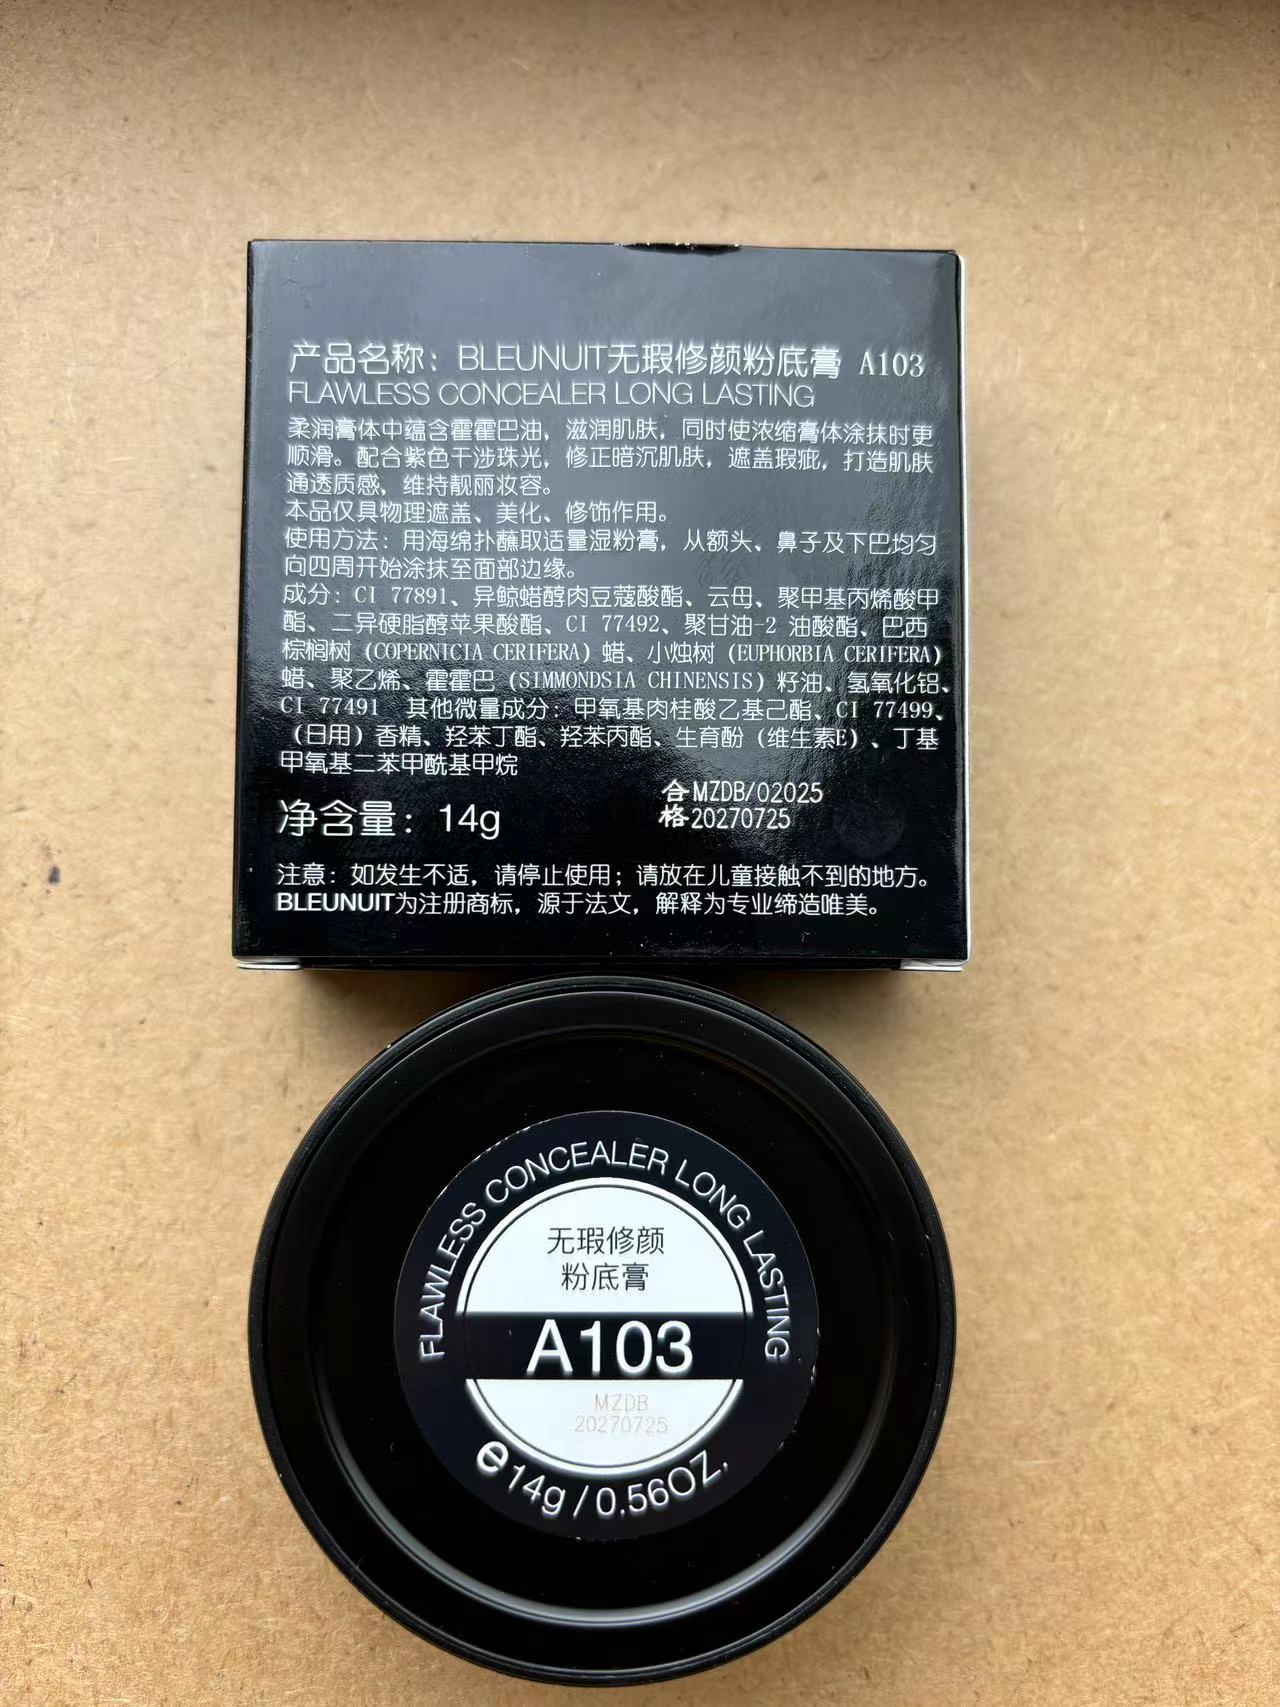 产品名称：BLEUNUIT无瑕修颜粉底膏 A103
FLAWLESS CONCEALER LONG LASTING
柔润膏体中蕴含霍霍巴油，滋润肌肤，同时使浓缩膏体涂抹时更
顺滑。配合紫色干涉珠光，修正暗沉肌肤，遮盖瑕疵，打造肌肤
通透质感，维持靓丽妆容。
本品仅具物理遮盖、美化、修饰作用。
使用方法：用海绵扑蘸取适量湿粉膏，从额头、鼻子及下巴均匀
向四周开始涂抹至面部边缘。
成分：CI 77891、异鲸蜡醇肉豆蔻酸酯、云母、聚甲基丙烯酸甲
酯、二异硬脂醇苹果酸酯、CI 77492、聚甘油-2 油酸酯、巴西
棕榈树（COPERNICIA CERIFERA）蜡、小烛树（EUPHORBIA CERIFERA）
蜡、聚乙烯、霍霍巴（SIMMONDSIA CHINENSIS）籽油、氢氧化铝、
CI 77491 其他微量成分：甲氧基肉桂酸乙基己酯、CI 77499、
（日用）香精、羟苯丁酯、羟苯丙酯、生育酚（维生素E）、丁基
甲氧基二苯甲酰基甲烷
净含量：14g
合MZDB/02025
格20270725
注意：如发生不适，请停止使用；请放在儿童接触不到的地方。
BLEUNUIT为注册商标，源于法文，解释为专业缔造唯美。
FLAWLESS CONCEALER LONG LASTING
无瑕修颜
粉底膏
A103
MZDB
20270725
e14g/0.56OZ.